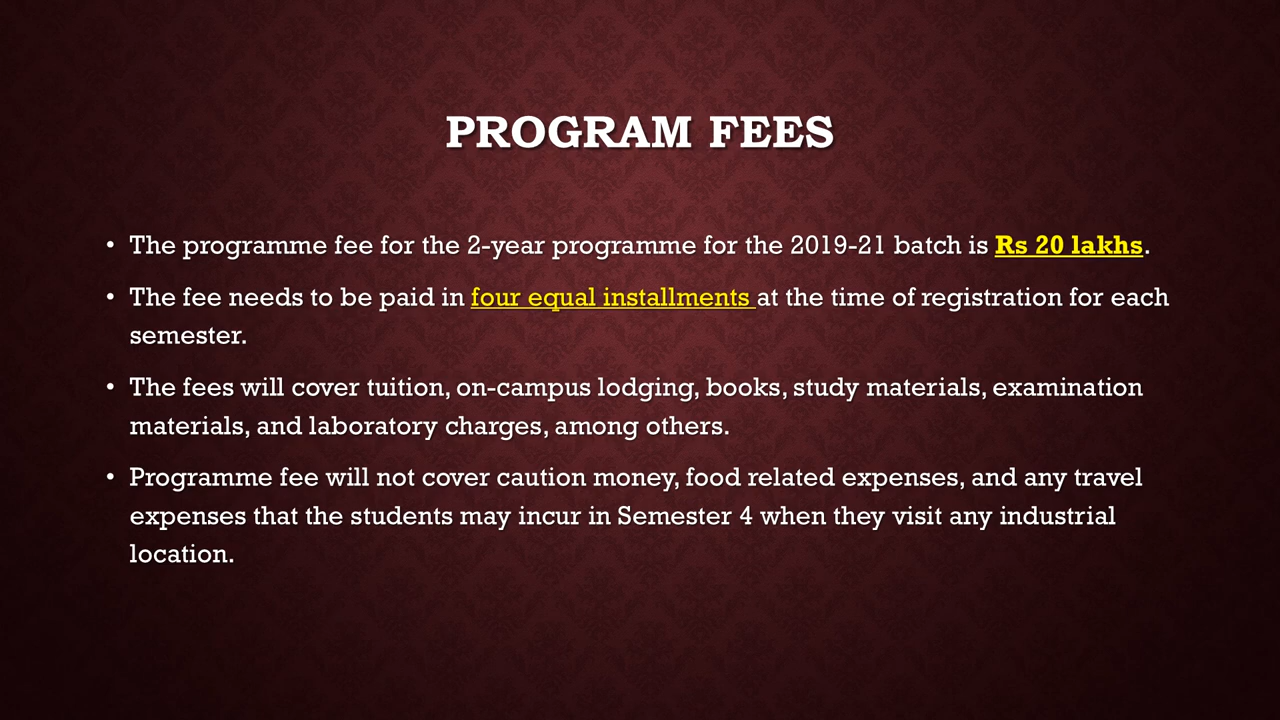 PROGRAM FEES
• The programme fee for the 2-year programme for the 2019-21 batch is Rs 20 lakhs.
• The fee needs to be paid in four equal installments at the time of registration for each
semester.
• The fees will cover tuition, on-campus lodging, books, study materials, examination
materials, and laboratory charges, among others.
• Programme fee will not cover caution money, food related expenses, and any travel
expenses that the students may incur in Semester 4 when they visit any industrial
location.